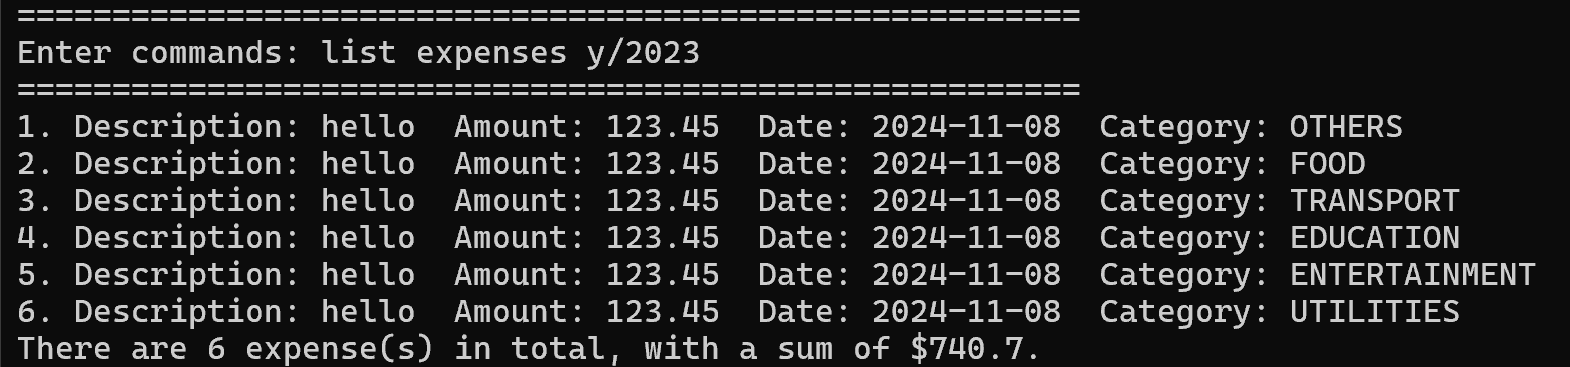 ========================================================
Enter commands: list expenses y/2023
========================================================
1. Description: hello  Amount: 123.45  Date: 2024-11-08  Category: OTHERS
2. Description: hello  Amount: 123.45  Date: 2024-11-08  Category: FOOD
3. Description: hello  Amount: 123.45  Date: 2024-11-08  Category: TRANSPORT
4. Description: hello  Amount: 123.45  Date: 2024-11-08  Category: EDUCATION
5. Description: hello  Amount: 123.45  Date: 2024-11-08  Category: ENTERTAINMENT
6. Description: hello  Amount: 123.45  Date: 2024-11-08  Category: UTILITIES
There are 6 expense(s) in total, with a sum of $740.7.